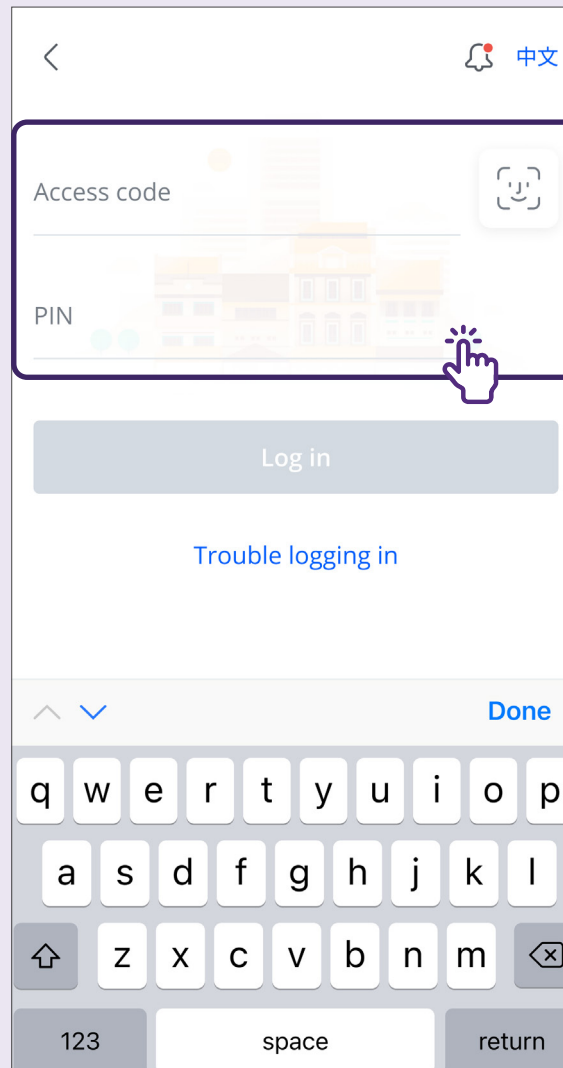 中文
Access code
PIN
Log in
Trouble logging in
Done
q w e r t y u i o p
a s d f g h j k l
z x c v b n m
123 space return